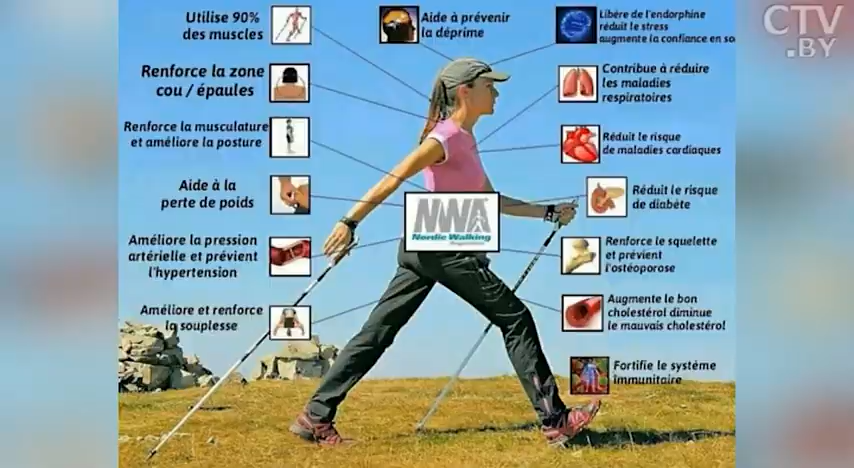 Utilise 90%
des muscles
Renforce la zone
cou / épaules
Renforce la musculature
et améliore la posture
Aide à la
perte de poids
Améliore la pression
artérielle et prévient
l'hypertension
Améliore et renforce
la souplesse
Aide à prévenir
la déprime
Libère de l'endorphine
réduit le stress
augmente la confiance en so
Contribue à réduire
les maladies
respiratoires
Réduit le risque
de maladies cardiaques
Réduit le risque
de diabète
Renforce le squelette
et prévient
l'ostéoporose
Augmente le bon
cholestérol diminue
le mauvais cholestérol
Fortifie le système
immunitaire
NWA
Nordic Walking
CTV
.BY